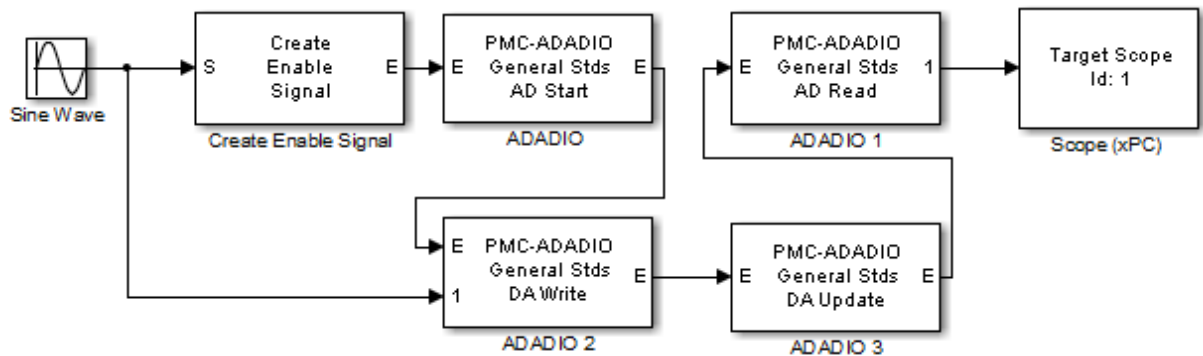 Sine Wave
S
Create
Enable
Signal
E
Create Enable Signal
E
PMC-ADADIO
General Stds
AD Start
E
ADADIO
E
PMC-ADADIO
General Stds
AD Read
1
ADADIO 1
Target Scope
Id: 1
Scope (xPC)
E
1
PMC-ADADIO
General Stds
DA Write
E
ADADIO 2
E
PMC-ADADIO
General Stds
DA Update
E
ADADIO 3